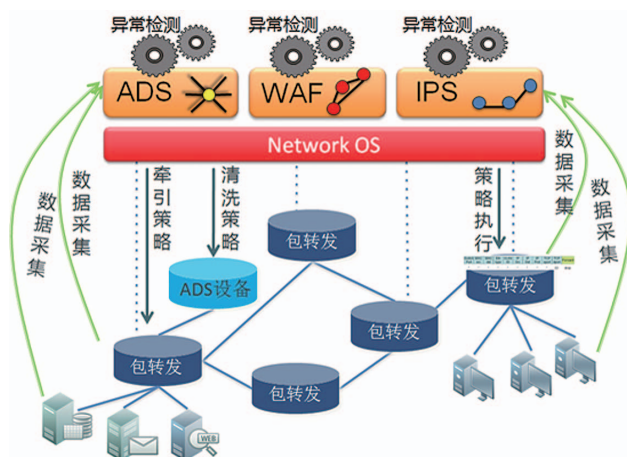 异常检测
异常检测
异常检测
ADS
WAF
IPS
Network OS
数据采集
数据采集
牵引策略
清洗策略
策略执行
数据采集
数据采集
包转发
ADS设备
包转发
包转发
包转发
包转发
WEB